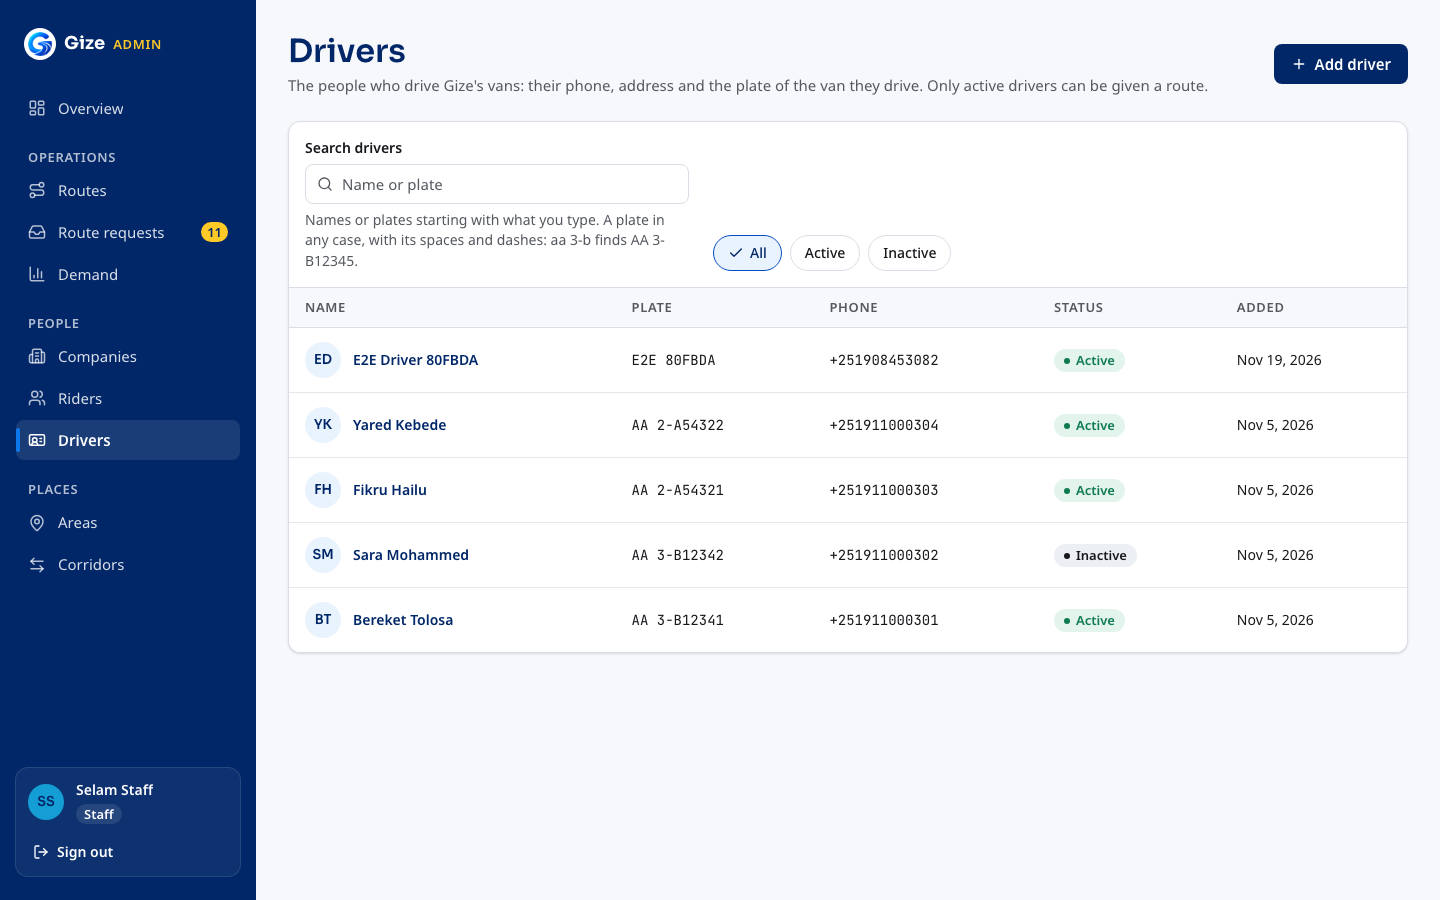 Gize ADMIN
Overview
OPERATIONS
Routes
Route requests 11
Demand
PEOPLE
Companies
Riders
Drivers
PLACES
Areas
Corridors
SS Selam Staff
Staff
Sign out
Drivers
The people who drive Gize's vans: their phone, address and the plate of the van they drive. Only active drivers can be given a route.
+ Add driver
Search drivers
Name or plate
Names or plates starting with what you type. A plate in
any case, with its spaces and dashes: aa 3-b finds AA 3-
B12345.
All Active Inactive
NAME PLATE PHONE STATUS ADDED
ED E2E Driver 80FBDA E2E 80FBDA +251908453082 Active Nov 19, 2026
YK Yared Kebede AA 2-A54322 +251911000304 Active Nov 5, 2026
FH Fikru Hailu AA 2-A54321 +251911000303 Active Nov 5, 2026
SM Sara Mohammed AA 3-B12342 +251911000302 Inactive Nov 5, 2026
BT Bereket Tolosa AA 3-B12341 +251911000301 Active Nov 5, 2026